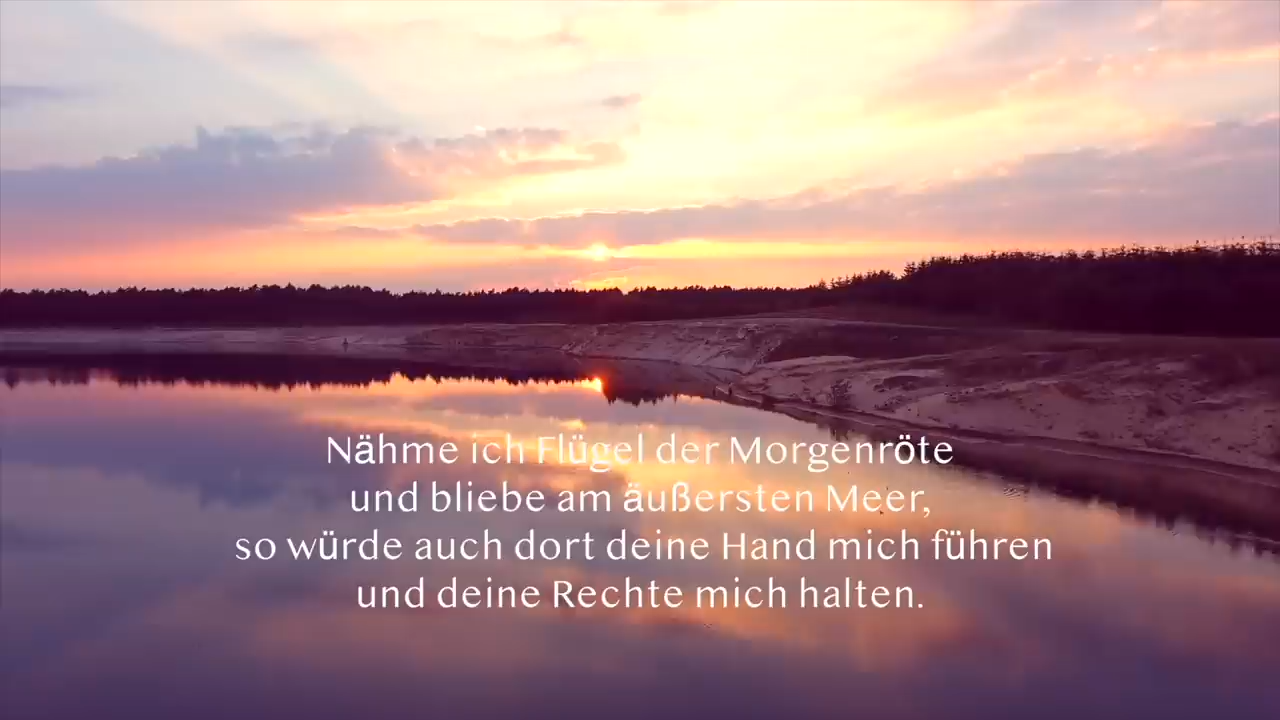 Nähme ich Flügel der Morgenröte
und bliebe am äußersten Meer,
so würde auch dort deine Hand mich führen
und deine Rechte mich halten.